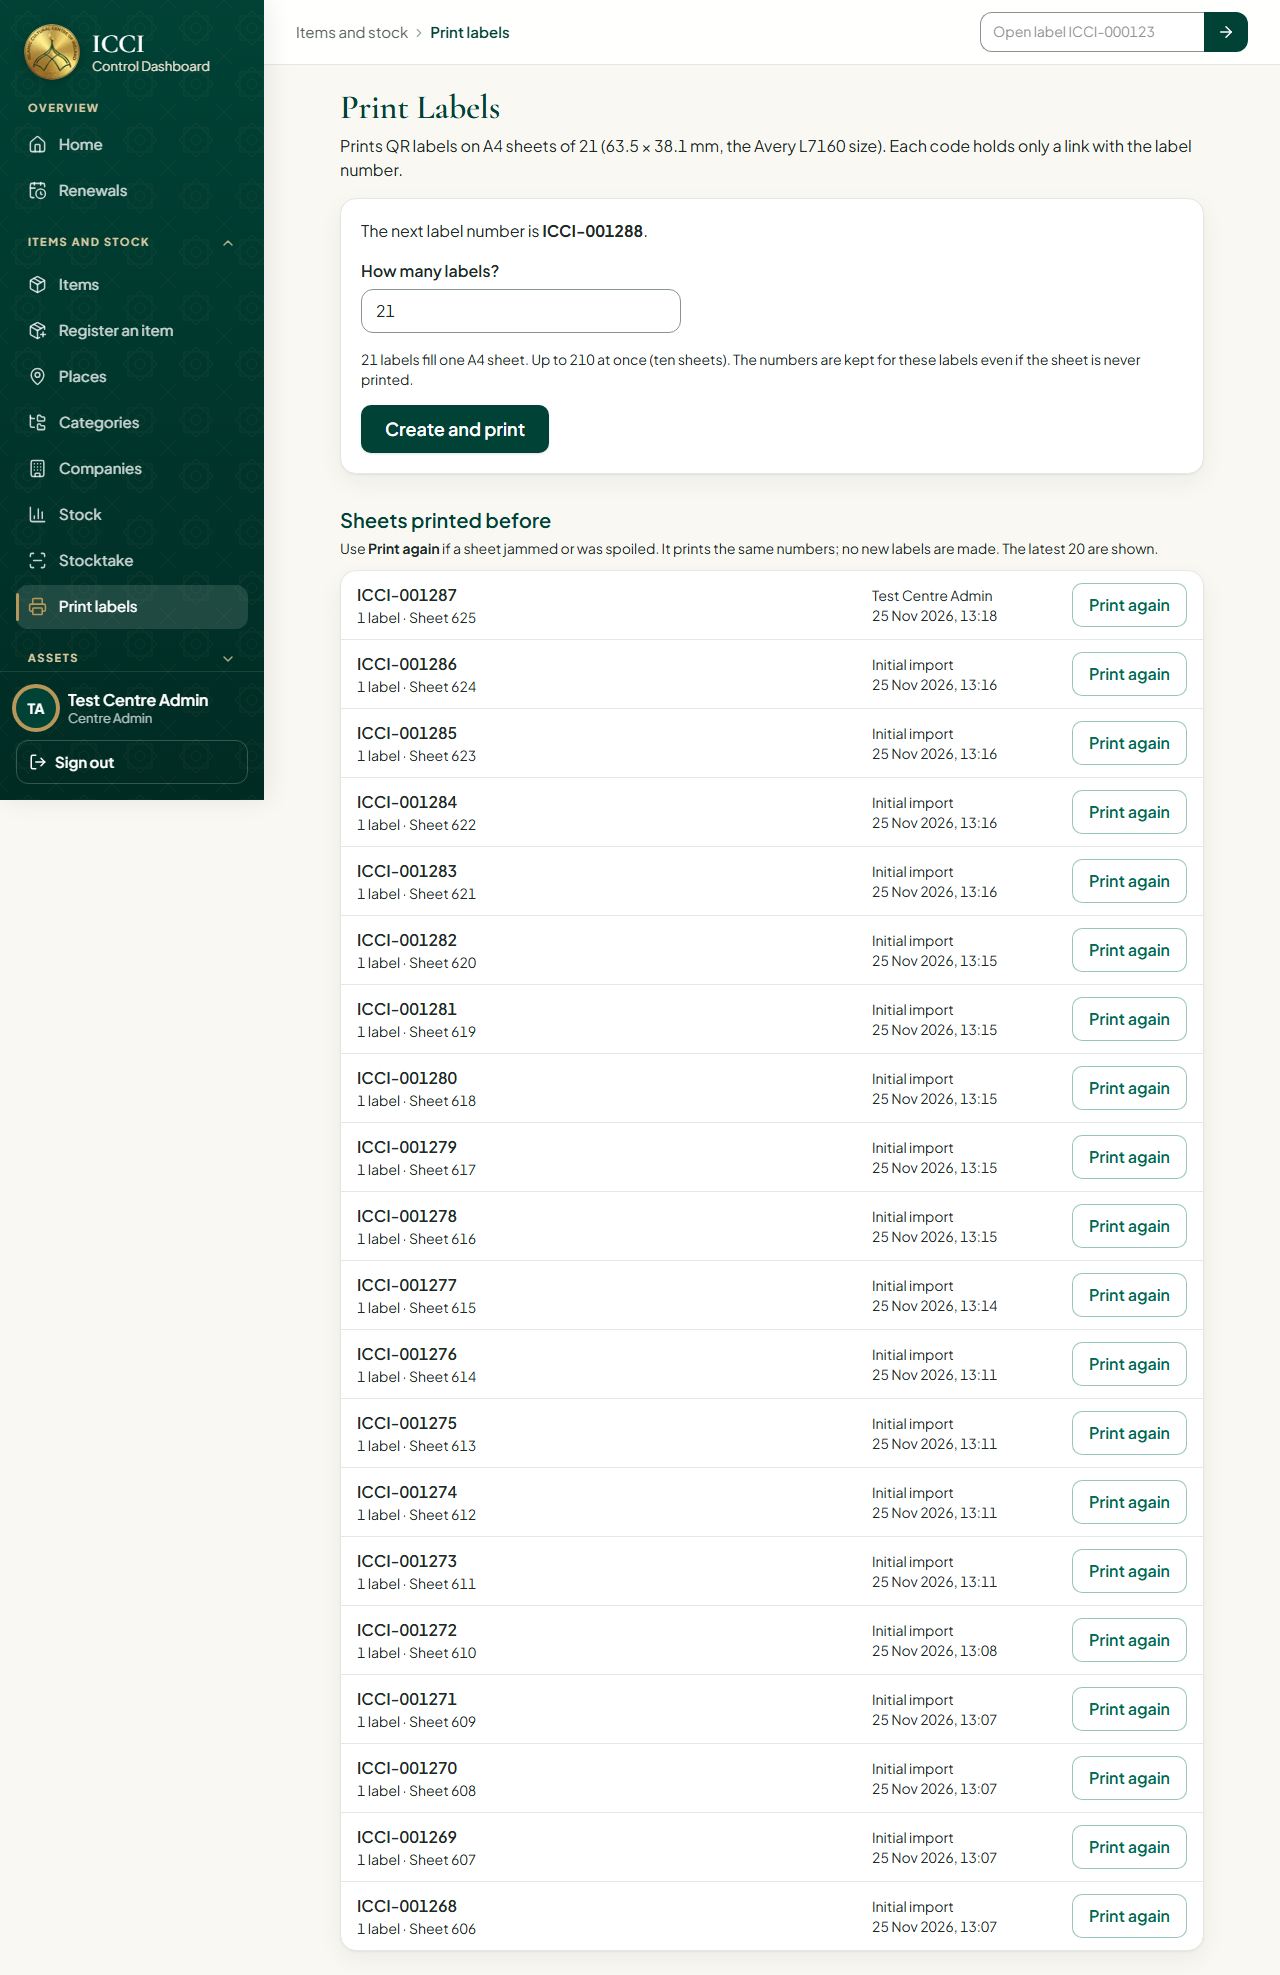 ICCI
Control Dashboard
OVERVIEW
Home
Renewals
ITEMS AND STOCK
Items
Register an item
Places
Categories
Companies
Stock
Stocktake
Print labels
ASSETS
TA
Test Centre Admin
Centre Admin
Sign out
Items and stock › Print labels
Open label ICCI-000123
Print Labels
Prints QR labels on A4 sheets of 21 (63.5 × 38.1 mm, the Avery L7160 size). Each code holds only a link with the label
number.
The next label number is ICCI-001288.
How many labels?
21
21 labels fill one A4 sheet. Up to 210 at once (ten sheets). The numbers are kept for these labels even if the sheet is never
printed.
Create and print
Sheets printed before
Use Print again if a sheet jammed or was spoiled. It prints the same numbers; no new labels are made. The latest 20 are shown.
ICCI-001287
1 label · Sheet 625
Test Centre Admin
25 Nov 2026, 13:18
Print again
ICCI-001286
1 label · Sheet 624
Initial import
25 Nov 2026, 13:16
Print again
ICCI-001285
1 label · Sheet 623
Initial import
25 Nov 2026, 13:16
Print again
ICCI-001284
1 label · Sheet 622
Initial import
25 Nov 2026, 13:16
Print again
ICCI-001283
1 label · Sheet 621
Initial import
25 Nov 2026, 13:16
Print again
ICCI-001282
1 label · Sheet 620
Initial import
25 Nov 2026, 13:15
Print again
ICCI-001281
1 label · Sheet 619
Initial import
25 Nov 2026, 13:15
Print again
ICCI-001280
1 label · Sheet 618
Initial import
25 Nov 2026, 13:15
Print again
ICCI-001279
1 label · Sheet 617
Initial import
25 Nov 2026, 13:15
Print again
ICCI-001278
1 label · Sheet 616
Initial import
25 Nov 2026, 13:15
Print again
ICCI-001277
1 label · Sheet 615
Initial import
25 Nov 2026, 13:14
Print again
ICCI-001276
1 label · Sheet 614
Initial import
25 Nov 2026, 13:11
Print again
ICCI-001275
1 label · Sheet 613
Initial import
25 Nov 2026, 13:11
Print again
ICCI-001274
1 label · Sheet 612
Initial import
25 Nov 2026, 13:11
Print again
ICCI-001273
1 label · Sheet 611
Initial import
25 Nov 2026, 13:11
Print again
ICCI-001272
1 label · Sheet 610
Initial import
25 Nov 2026, 13:08
Print again
ICCI-001271
1 label · Sheet 609
Initial import
25 Nov 2026, 13:07
Print again
ICCI-001270
1 label · Sheet 608
Initial import
25 Nov 2026, 13:07
Print again
ICCI-001269
1 label · Sheet 607
Initial import
25 Nov 2026, 13:07
Print again
ICCI-001268
1 label · Sheet 606
Initial import
25 Nov 2026, 13:07
Print again